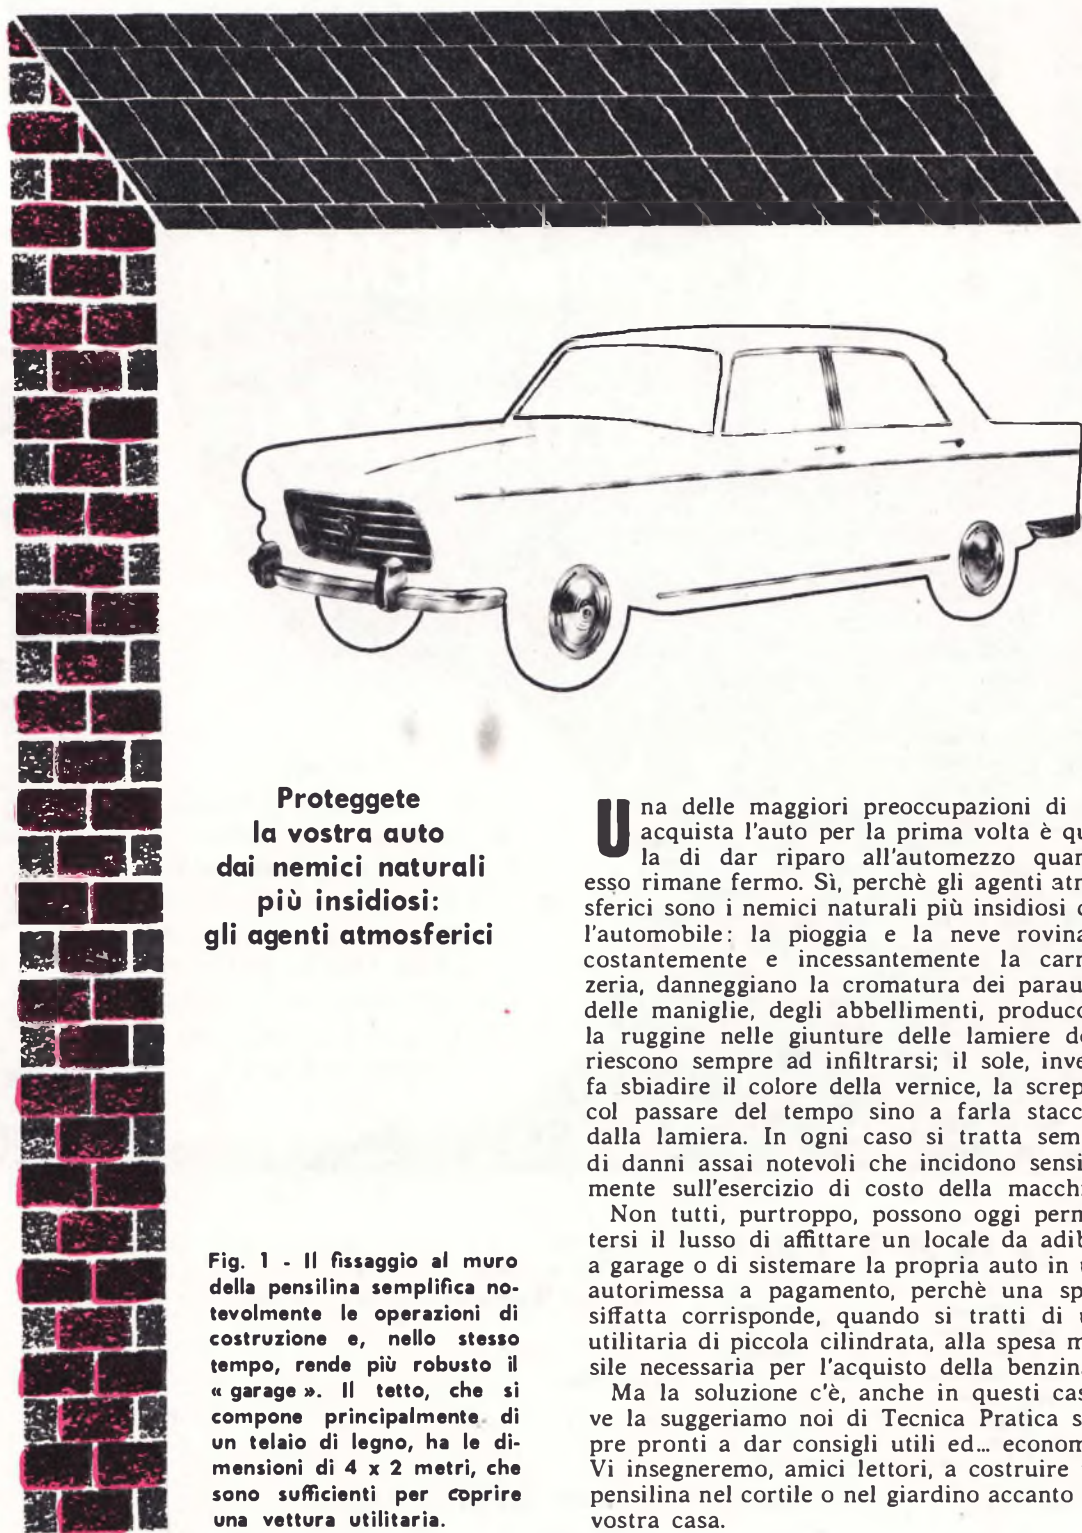 Proteggete
la vostra auto
dai nemici naturali
più insidiosi:
gli agenti atmosferici
Fig. 1 - Il fissaggio al muro
della pensilina semplifica no-
tevolmente le operazioni di
costruzione e, nello stesso
tempo, rende più robusto il
« garage ». Il tetto, che si
compone principalmente di
un telaio di legno, ha le di-
mensioni di 4 x 2 metri, che
sono sufficienti per coprire
una vettura utilitaria.
Una delle maggiori preoccupazioni di
acquista l'auto per la prima volta è qu
la di dar riparo all'automezzo quan
esso rimane fermo. Sì, perchè gli agenti atm
sferici sono i nemici naturali più insidiosi d
l'automobile: la pioggia e la neve rovina
costantemente e incessantemente la carr
zeria, danneggiano la cromatura dei parau
delle maniglie, degli abbellimenti, produco
la ruggine nelle giunture delle lamiere do
riescono sempre ad infiltrarsi; il sole, inve
fa sbiadire il colore della vernice, la screp
col passare del tempo sino a farla stacc
dalla lamiera. In ogni caso si tratta sem
di danni assai notevoli che incidono sensi
mente sull'esercizio di costo della macchi
Non tutti, purtroppo, possono oggi perm
tersi il lusso di affittare un locale da adib
a garage o di sistemare la propria auto in u
autorimessa a pagamento, perchè una sp
siffatta corrisponde, quando si tratti di u
utilitaria di piccola cilindrata, alla spesa m
sile necessaria per l'acquisto della benzina
Ma la soluzione c'è, anche in questi cas
ve la suggeriamo noi di Tecnica Pratica s
pre pronti a dar consigli utili ed... econom
Vi insegneremo, amici lettori, a costruire
pensilina nel cortile o nel giardino accanto
vostra casa.